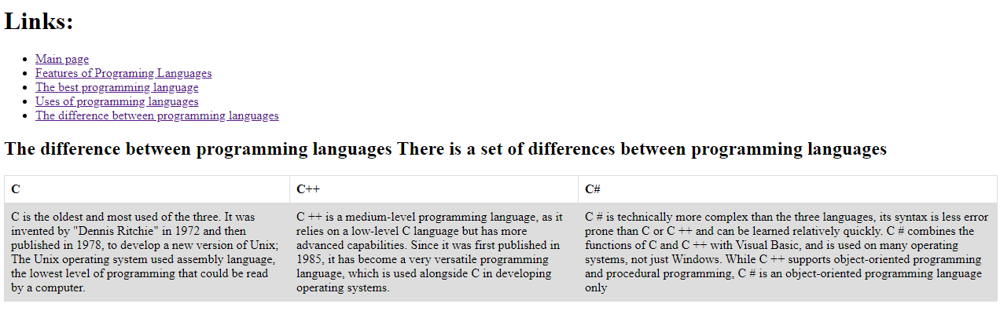 Links:
Main page
Features of Programing Languages
The best programming language
Uses of programming languages
The difference between programming languages
The difference between programming languages There is a set of differences between programming languages
C
C++
C#
C is the oldest and most used of the three. It was
invented by "Dennis Ritchie" in 1972 and then
published in 1978, to develop a new version of Unix;
The Unix operating system used assembly language,
the lowest level of programming that could be read
by a computer.
C ++ is a medium-level programming language, as it
relies on a low-level C language but has more
advanced capabilities. Since it was first published in
1985, it has become a very versatile programming
language, which is used alongside C in developing
operating systems.
C # is technically more complex than the three languages, its syntax is less error
prone than C or C ++ and can be learned relatively quickly. C # combines the
functions of C and C ++ with Visual Basic, and is used on many operating
systems, not just Windows. While C ++ supports object-oriented programming
and procedural programming, C # is an object-oriented programming language
only